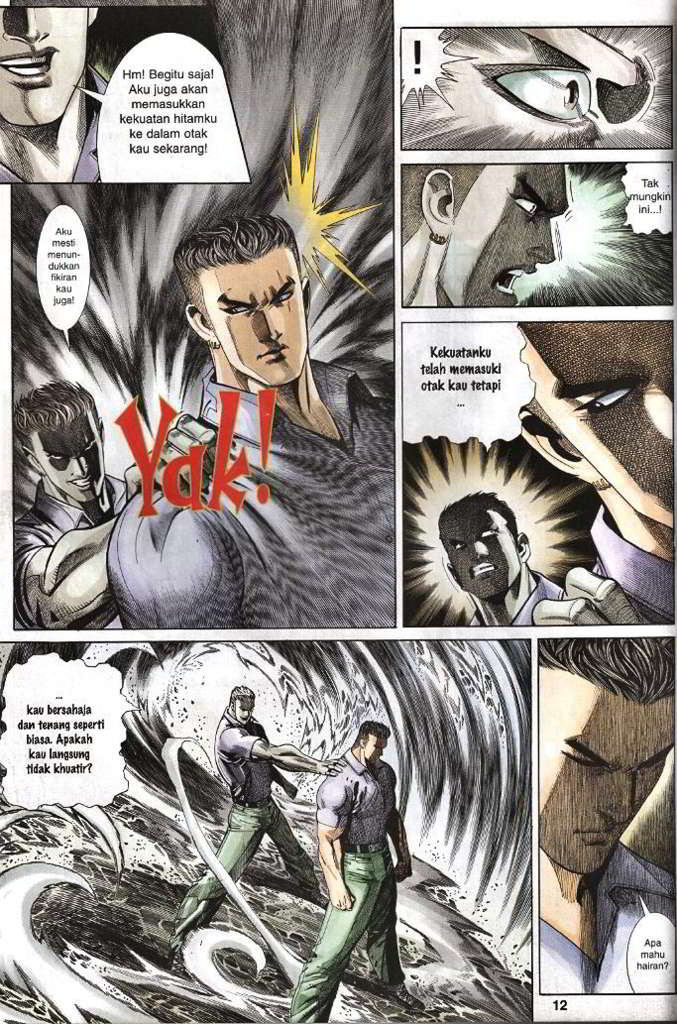 Hm! Begitu saja!
Aku juga akan
memasukkan
kekuatan hitamku
ke dalam otak
kau sekarang!
Aku
mesti
menun-
dukkan
fikiran
kau
juga!
Yak!
!
Tak
mungkin
ini...!
Kekuatanku
telah memasuki
otak kau tetapi
...
...
kau bersahaja
dan tenang seperti
biasa. Apakah
kau langsung
tidak khuatir?
Apa
mahu
hairan?
12